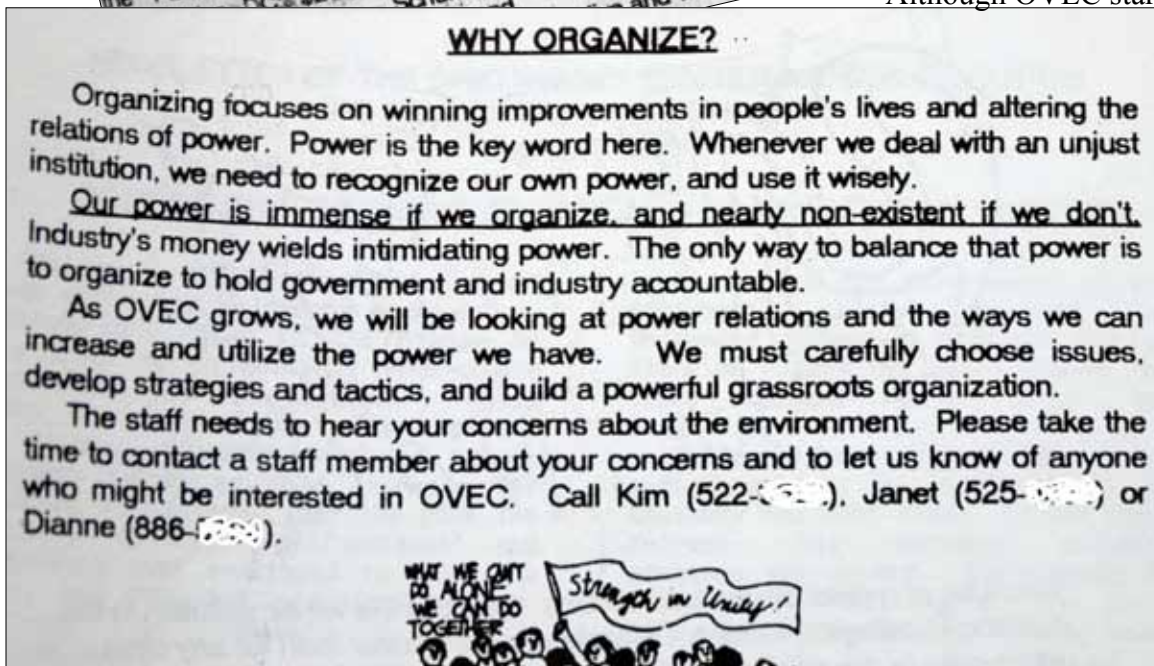 Although OVEC star
WHY ORGANIZE?
Organizing focuses on winning improvements in people's lives and altering the
relations of power. Power is the key word here. Whenever we deal with an unjust
institution, we need to recognize our own power, and use it wisely.
Our power is immense if we organize, and nearly non-existent if we don't.
Industry's money wields intimidating power. The only way to balance that power is
to organize to hold government and industry accountable.
As OVEC grows, we will be looking at power relations and the ways we can
increase and utilize the power we have. We must carefully choose issues,
develop strategies and tactics, and build a powerful grassroots organization.
The staff needs to hear your concerns about the environment. Please take the
time to contact a staff member about your concerns and to let us know of anyone
who might be interested in OVEC. Call Kim (522- ), Janet (525- ) or
Dianne (886- ).
WHAT WE CAN'T
DO ALONE
WE CAN DO
TOGETHER
Strength in Unity!